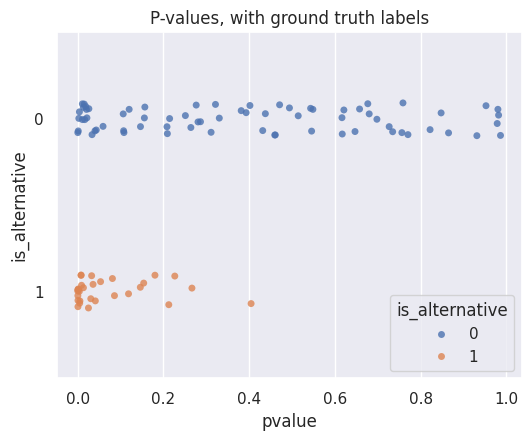 P-values, with ground truth labels
is_alternative
0
1
is_alternative
0
1
0.0 0.2 0.4 0.6 0.8 1.0
pvalue